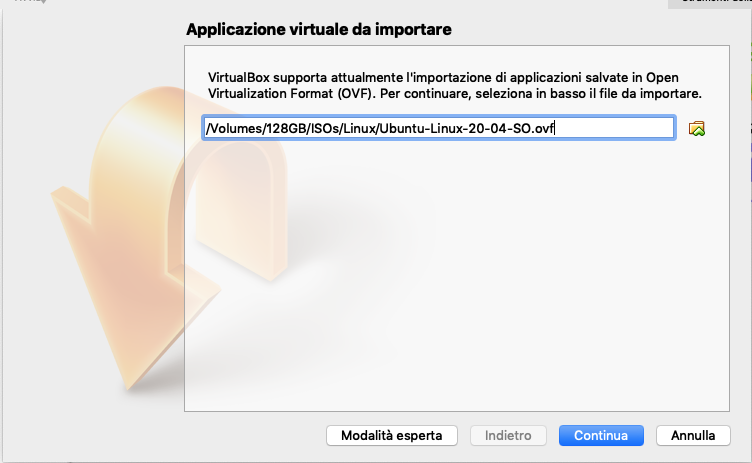 Applicazione virtuale da importare
VirtualBox supporta attualmente l'importazione di applicazioni salvate in Open
Virtualization Format (OVF). Per continuare, seleziona in basso il file da importare.
/Volumes/128GB/ISOs/Linux/Ubuntu-Linux-20-04-SO.ovf
Modalità esperta
Indietro
Continua
Annulla